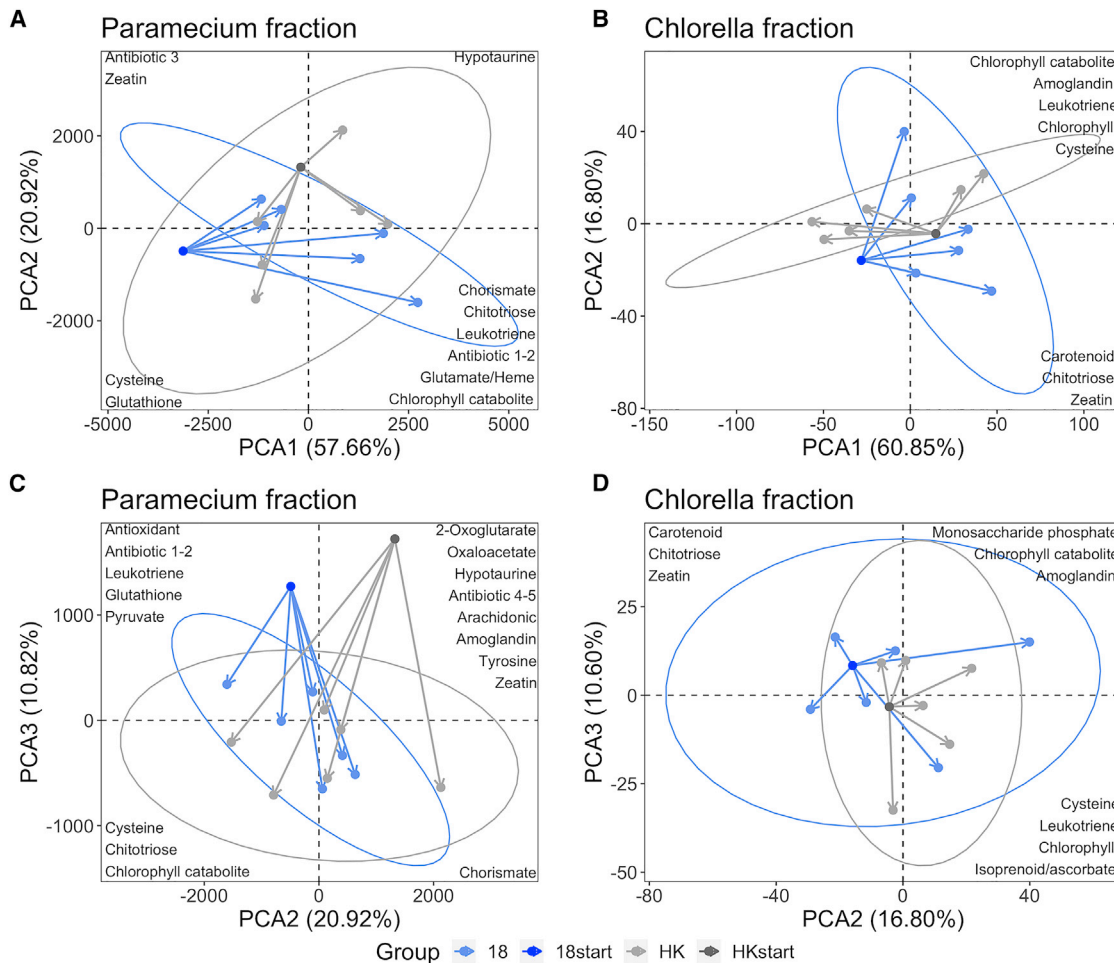 A
Paramecium fraction
Antibiotic 3
Zeatin
Hypotaurine
Chorismate
Chitotriose
Leukotriene
Antibiotic 1-2
Glutamate/Heme
Chlorophyll catabolite
Cysteine
Glutathione
2000
0
-2000
PCA2 (20.92%)
-5000 -2500 0 2500 5000
PCA1 (57.66%)
B
Chlorella fraction
Chlorophyll catabolite
Amoglandin
Leukotriene
Chlorophyll
Cysteine
Carotenoid
Chitotriose
Zeatin
40
0
-40
-80
PCA2 (16.80%)
-150 -100 -50 0 50 100
PCA1 (60.85%)
C
Paramecium fraction
Antioxidant
Antibiotic 1-2
Leukotriene
Glutathione
Pyruvate
2-Oxoglutarate
Oxaloacetate
Hypotaurine
Antibiotic 4-5
Arachidonic
Amoglandin
Tyrosine
Zeatin
Cysteine
Chitotriose
Chlorophyll catabolite
Chorismate
1000
0
-1000
PCA3 (10.82%)
-2000 0 2000
PCA2 (20.92%)
D
Chlorella fraction
Carotenoid
Chitotriose
Zeatin
Monosaccharide phosphate
Chlorophyll catabolite
Amoglandin
Cysteine
Leukotriene
Chlorophyll
Isoprenoid/ascorbate
25
0
-25
-50
PCA3 (10.60%)
-80 -40 0 40
PCA2 (16.80%)
Group 18 18start HK HKstart